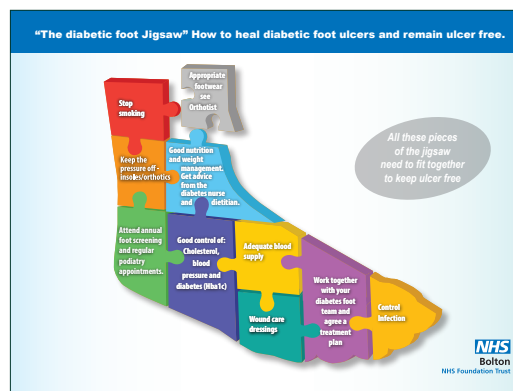 “The diabetic foot Jigsaw” How to heal diabetic foot ulcers and remain ulcer free.
Appropriate
footwear
see
Orthotist
Stop
smoking
All these pieces
of the jigsaw
need to fit together
to keep ulcer free
Keep the
pressure off -
insoles/orthotics
Good nutrition
and weight
management.
Get advice
from the
diabetes nurse
and dietitian.
Attend annual
foot screening
and regular
podiatry
appointments.
Good control of:
Cholesterol,
blood
pressure and
diabetes (Hba1c)
Adequate blood
supply
Work together
with your
diabetes foot
team and
agree a
treatment
plan
Control
Infection
Wound care
dressings
NHS
Bolton
NHS Foundation Trust